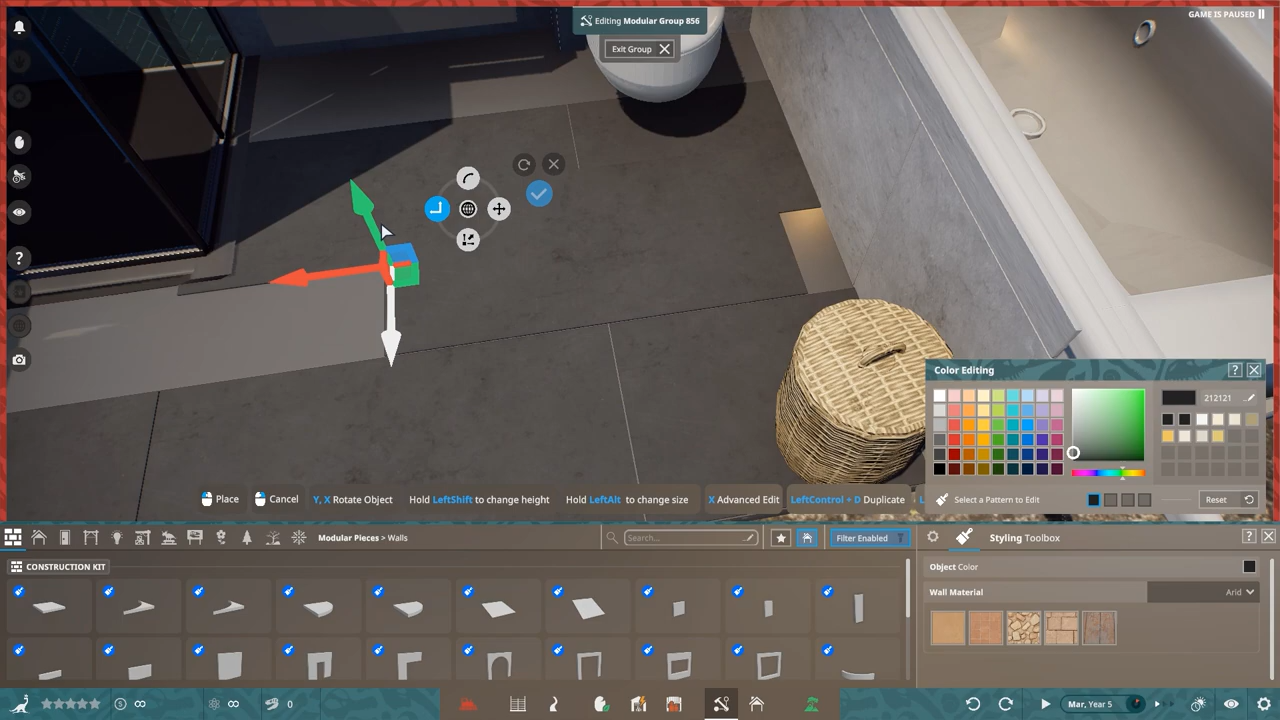 Editing Modular Group 856
GAME IS PAUSED
Exit Group
Color Editing
?
212121
Place
Cancel
Y, X Rotate Object
Hold LeftShift to change height
Hold LeftAlt to change size
X Advanced Edit
LeftControl + D Duplicate
L
Select a Pattern to Edit
Reset
Modular Pieces > Walls
Search...
Filter Enabled
Styling Toolbox
?
CONSTRUCTION KIT
Object Color
Wall Material
Arid
?
0
Mar, Year 5